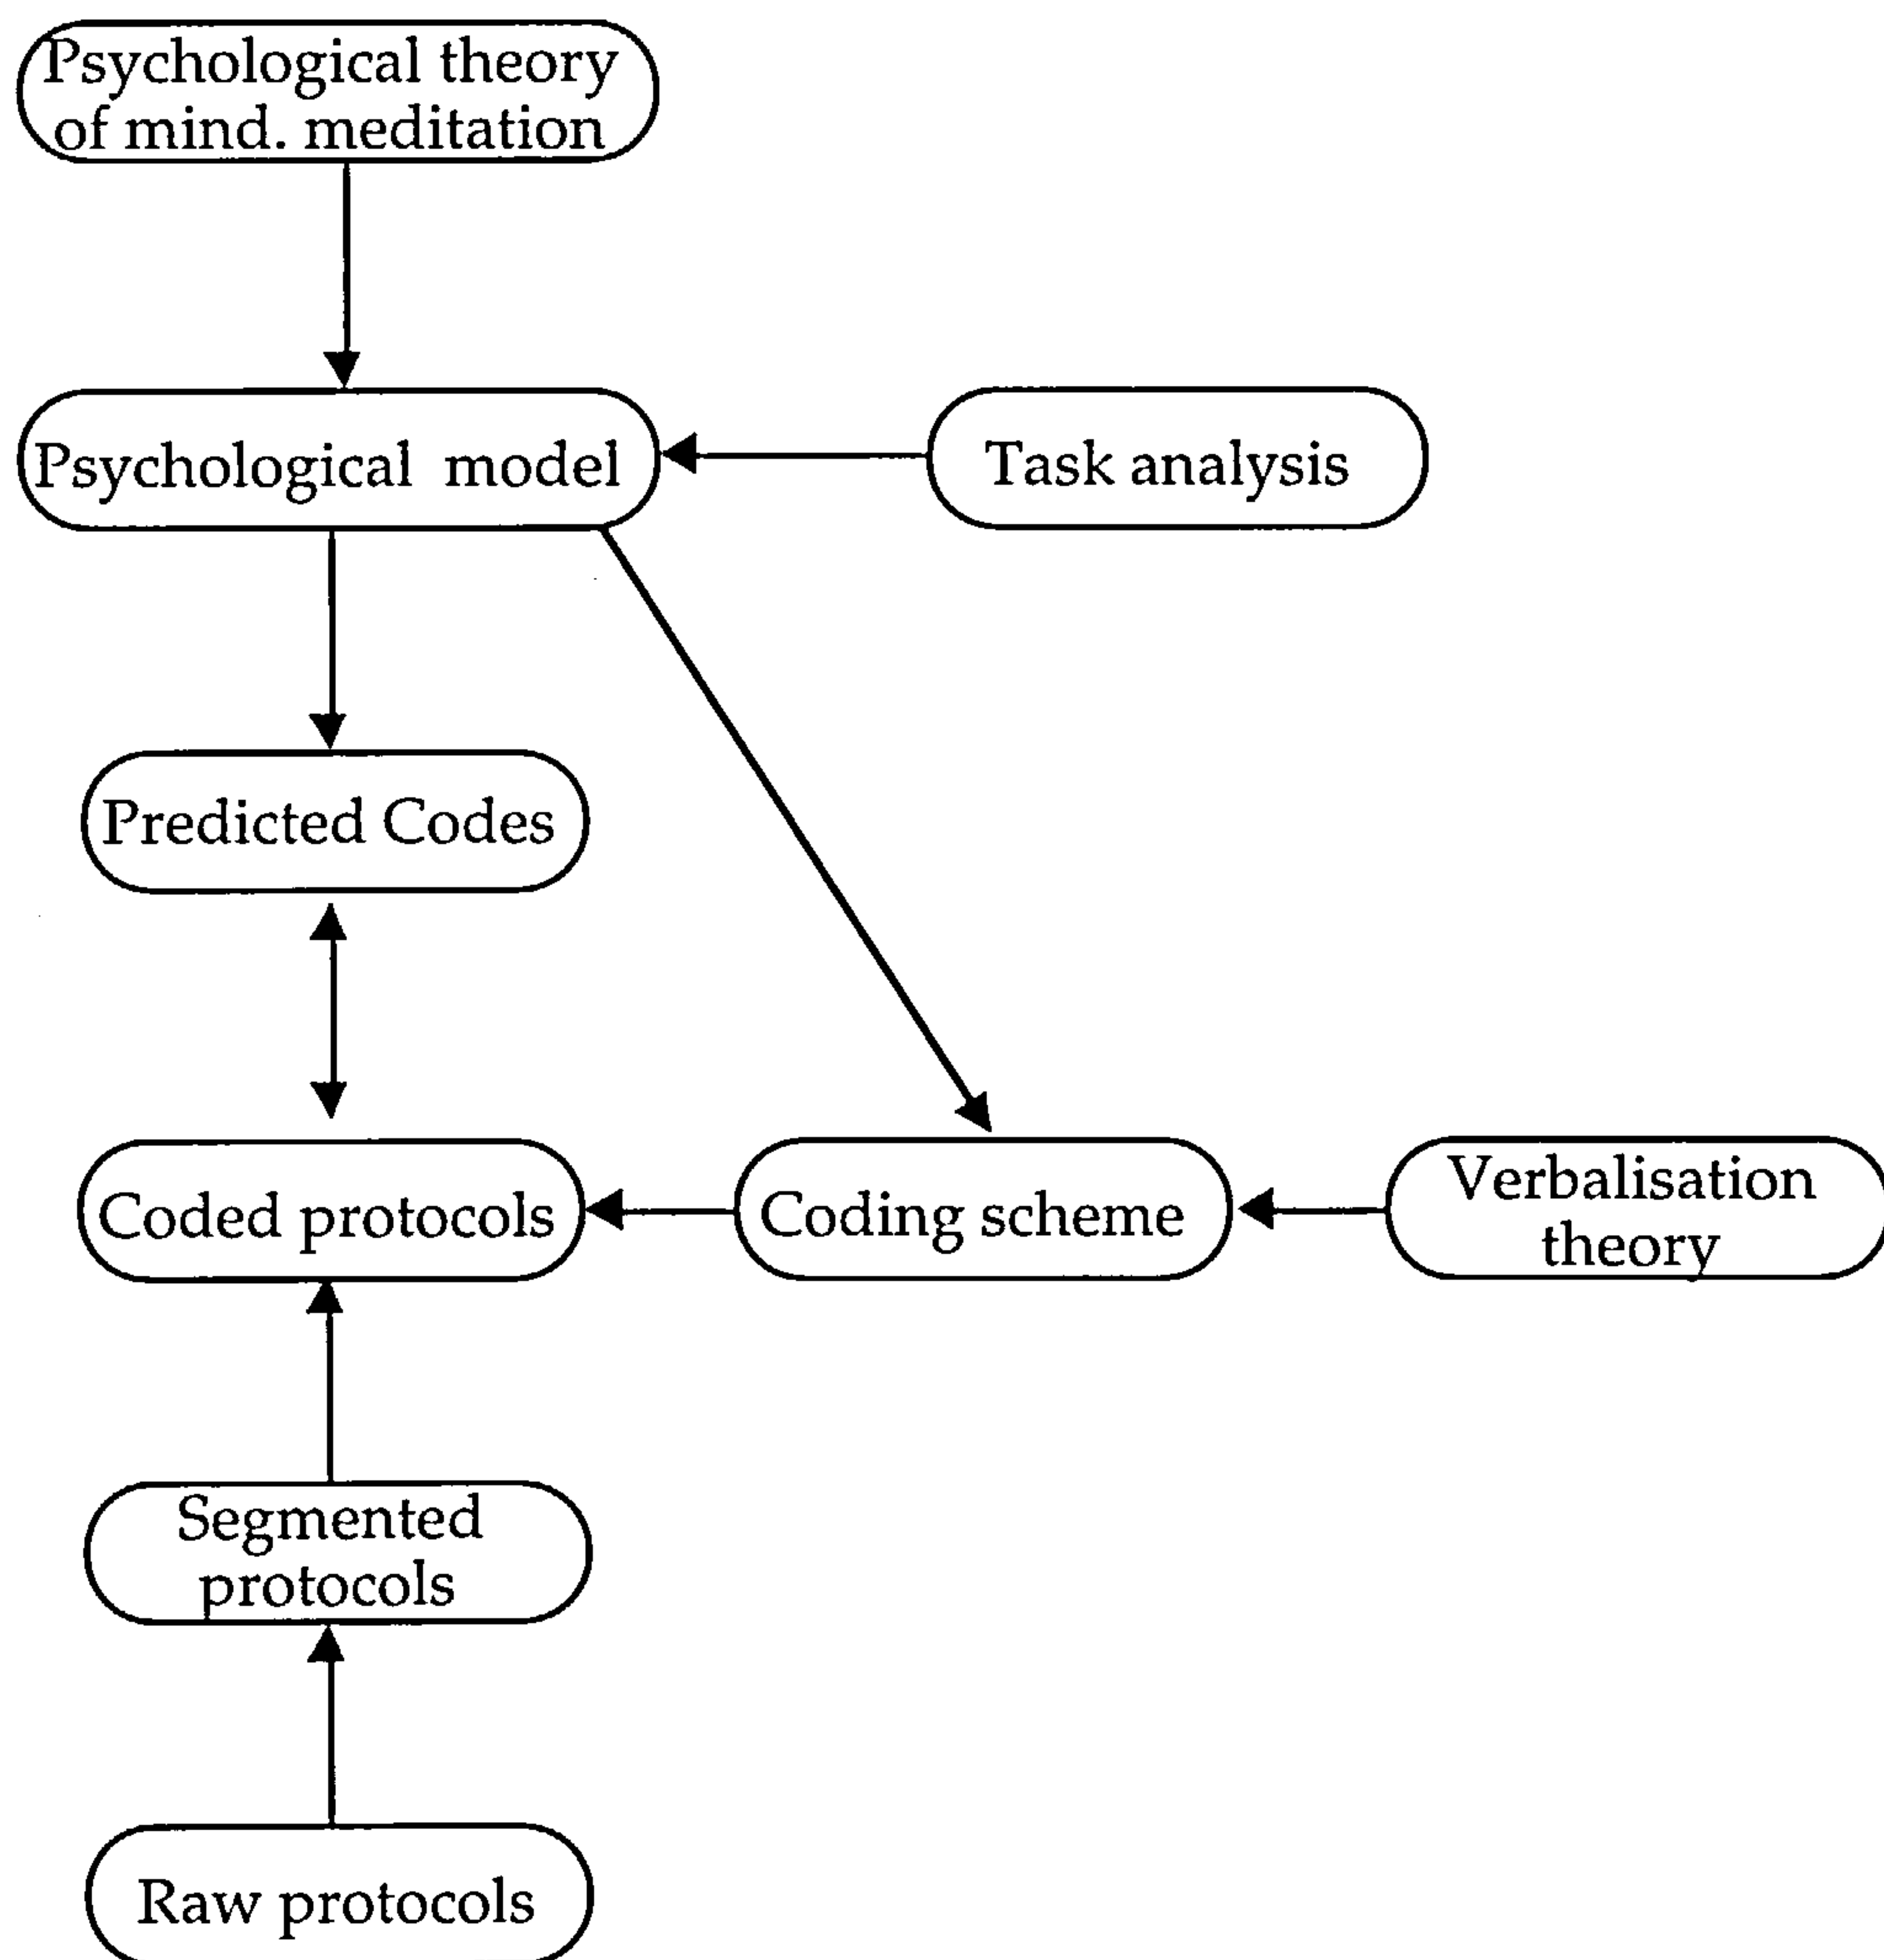 Psychological theory
of mind. meditation
Psychological model
Task analysis
Predicted Codes
Coded protocols
Coding scheme
Verbalisation
theory
Segmented
protocols
Raw protocols